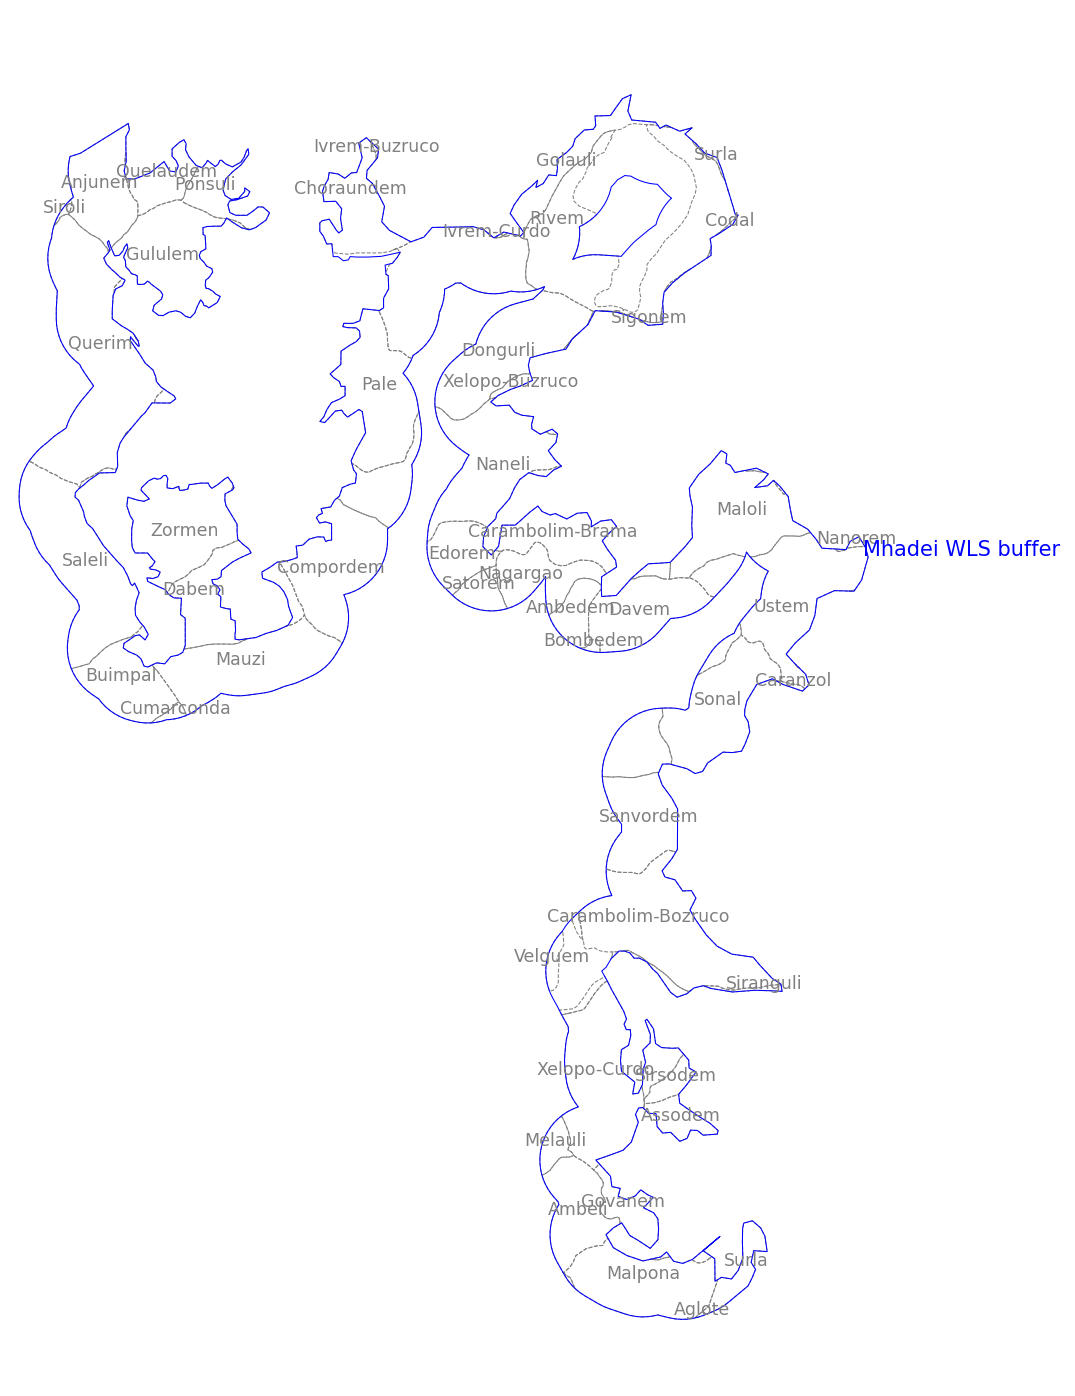 Ivrem-Buzruco
Surla
Golauli
Quelaudem
Anjunem
Ponsuli
Choraundem
Siroli
Rivem
Codal
Ivrem-Curdo
Gululem
Sigonem
Querim
Dongurli
Pale
Xelopo-Buzruco
Naneli
Maloli
Zormen
Carambolim-Brama
Nanorem
Mhadei WLS buffer
Edorem
Saleli
Compordem
Nagargao
Satorem
Dabem
Ambedem
Davem
Ustem
Bombedem
Mauzi
Buimpal
Caranzol
Sonal
Cumarconda
Sanvordem
Carambolim-Bozruco
Velguem
Siranguli
Xelopo-Curdo
Sirsodem
Assodem
Melauli
Govanem
Ambeli
Surla
Malpona
Aglote